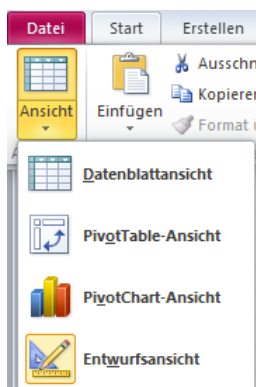 Datei Start Erstellen
Ausschn
Kopieren
Ansicht Einfügen
Format
Datenblattansicht
PivotTable-Ansicht
PivotChart-Ansicht
Entwurfsansicht